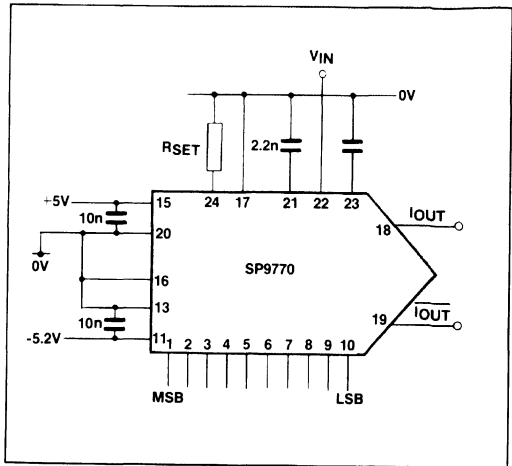 VIN
0V
RSET
2.2n
+5V
10n
15
24
17
21
22
23
20
18
IOUT
0V
16
SP9770
13
10n
19
IOUT
-5.2V
11
1 2 3 4 5 6 7 8 9 10
MSB
LSB